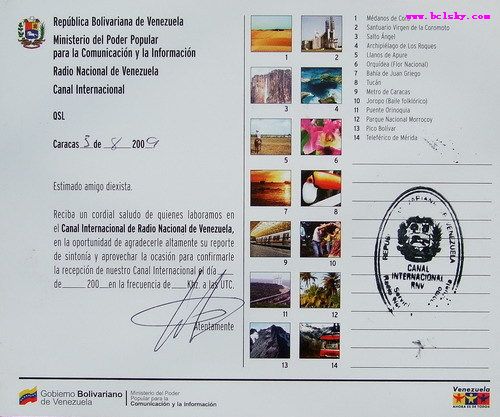 República Bolivariana de Venezuela
Ministerio del Poder Popular
para la Comunicación y la Información
Radio Nacional de Venezuela
Canal Internacional
QSL
Caracas 3 de 8 2009
Estimado amigo diexista.
Reciba un cordial saludo de quienes laboramos en
el Canal Internacional de Radio Nacional de Venezuela,
en la oportunidad de agradecerle altamente su reporte
de sintonía y aprovechar la ocasión para confirmarle
la recepción de nuestro Canal Internacional el día
de 200 en la frecuencia de Khz. a las UTC.
Atentamente
1 2
3 4
5 6
7 8
9 10
11 12
13 14
www.bclsky.com
1 Médanos de
2 Santuario Virgen de la Coromoto
3 Salto Ángel
4 Archipiélago de Los Roques
5 Llanos de Apure
6 Orquídea (Flor Nacional)
7 Bahía de Juan Griego
8 Tucán
9 Metro de Caracas
10 Joropo (Baile folklórico)
11 Puente Orinoquia
12 Parque Nacional Morrocoy
13 Pico Bolívar
14 Teleférico de Mérida
CANAL
INTERNACIONAL
RNV
Gobierno Bolivariano
de Venezuela
Ministerio del Poder
Popular para la
Comunicación y la Información
Venezuela
AHORA ES DE TODOS